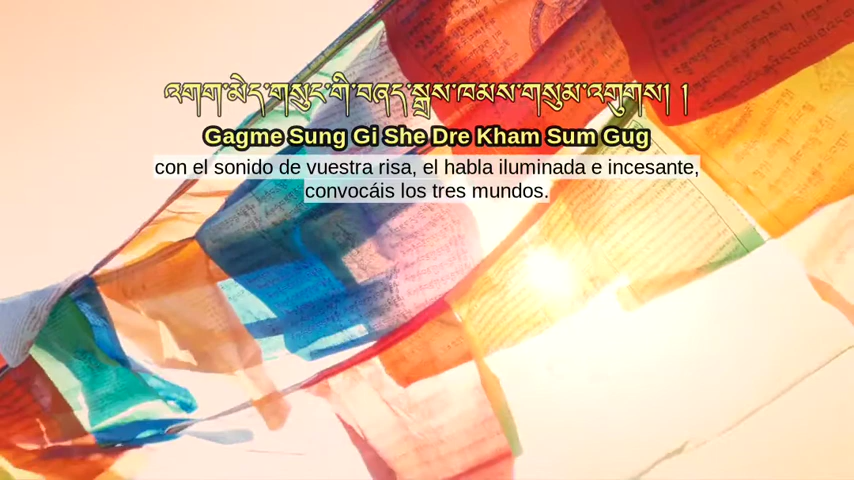 འགག་མེད་གསུང་གི་བཞད་སྒྲས་ཁམས་གསུམ་འགུགས། །
Gagme Sung Gi She Dre Kham Sum Gug
con el sonido de vuestra risa, el habla iluminada e incesante,
convocáis los tres mundos.